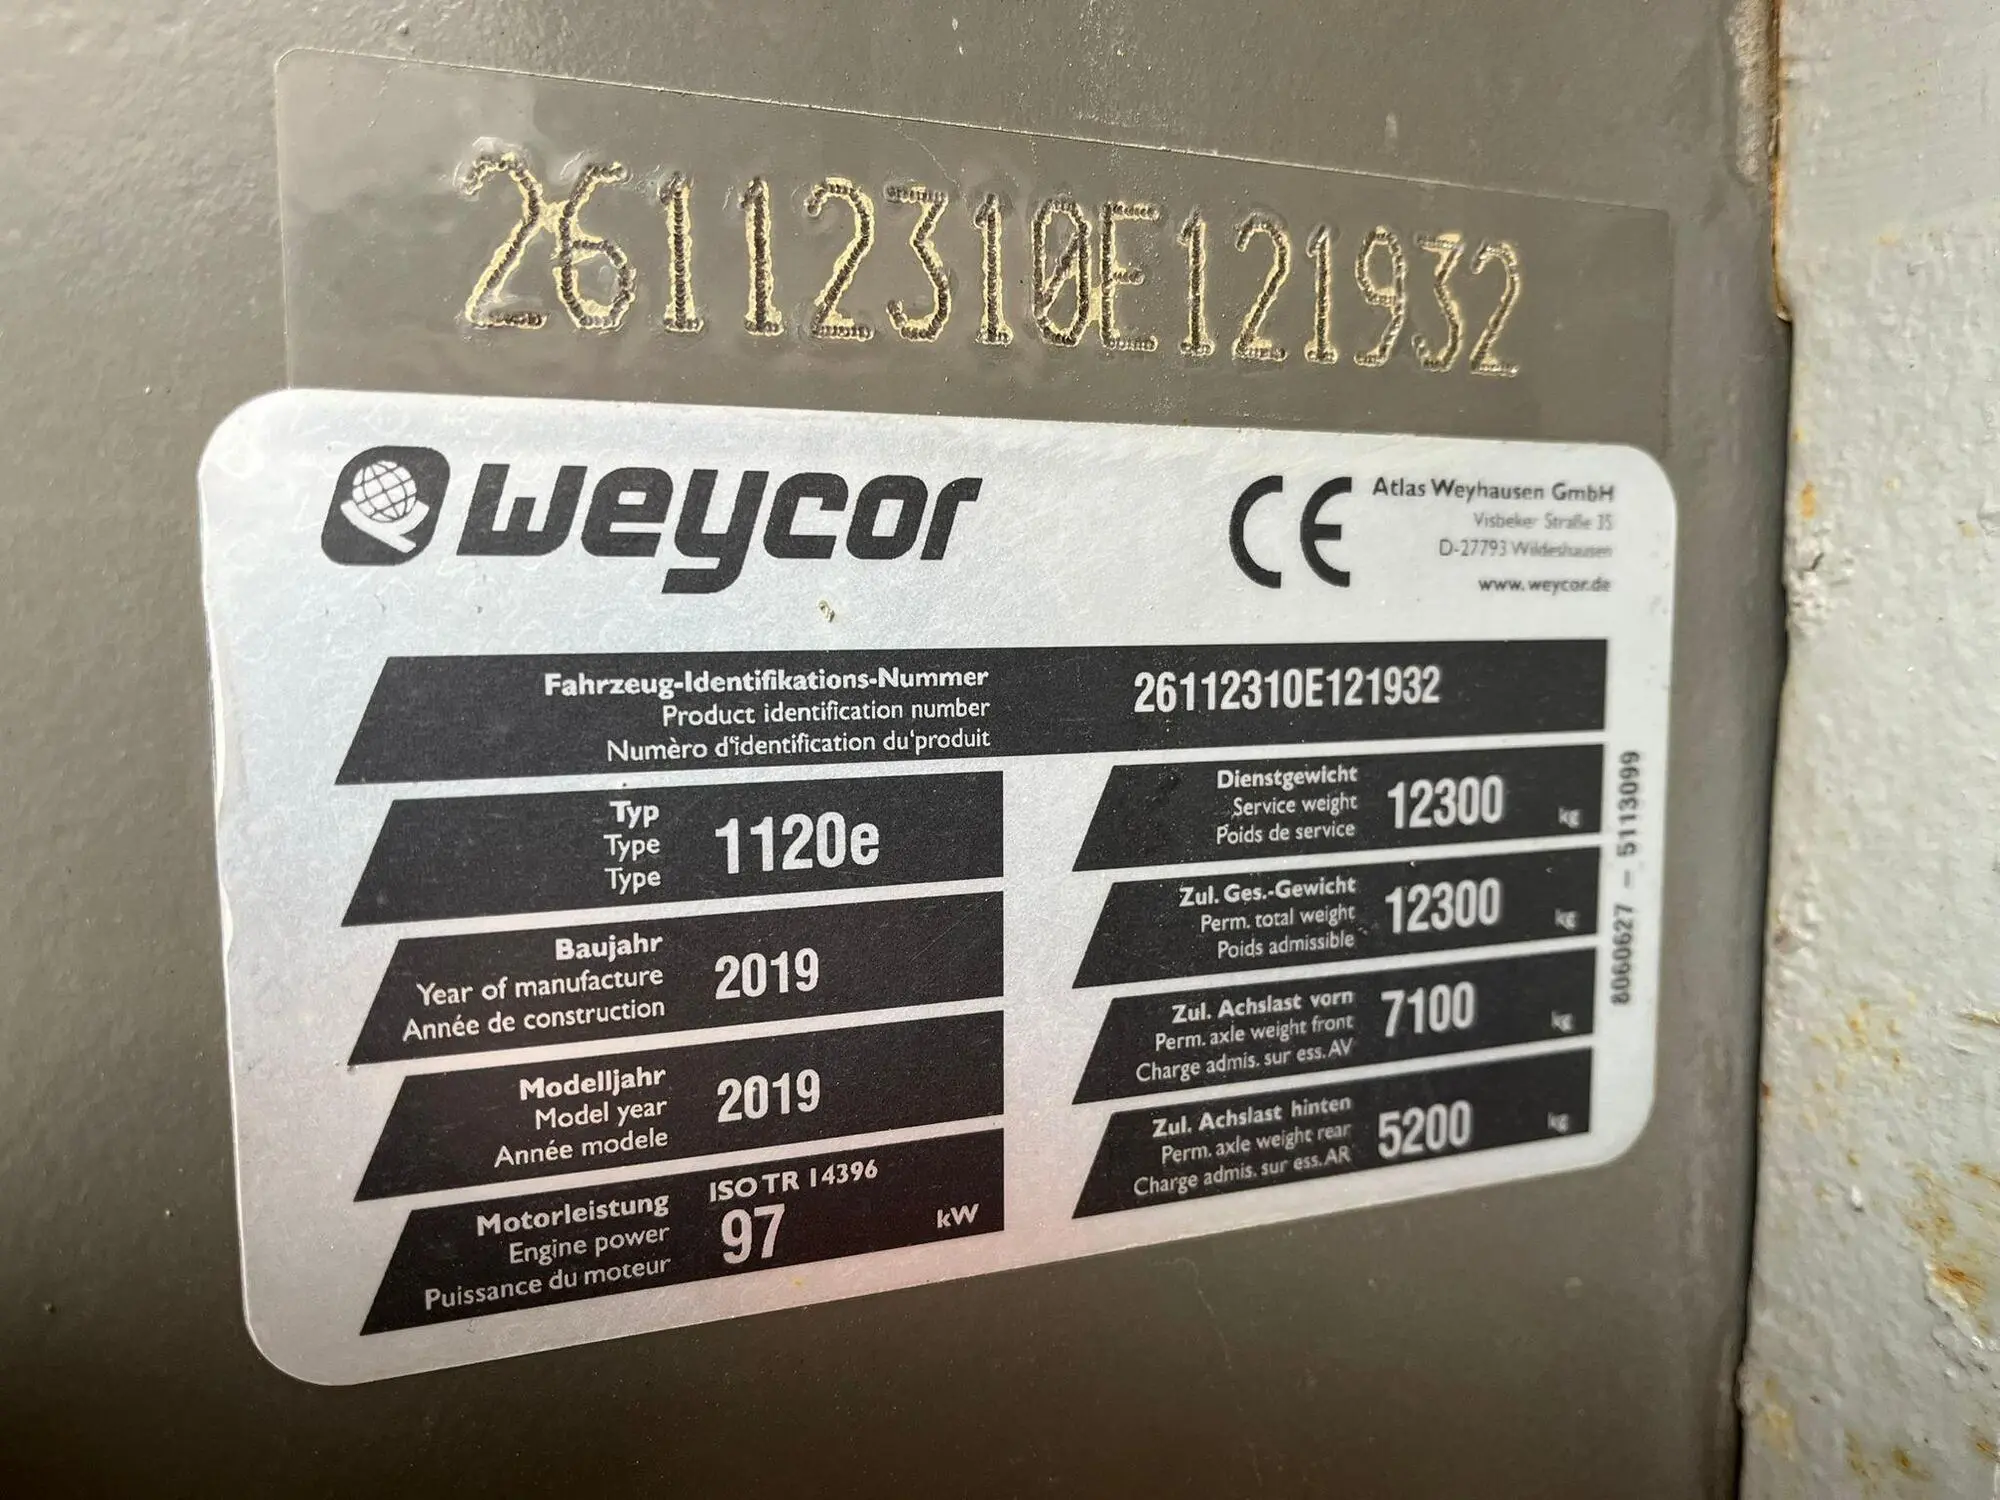 26112310E121932
weycor
CE
Atlas Weyhausen GmbH
Visbeker Straße 35
D-27793 Wildeshausen
www.weycor.de
Fahrzeug-Identifikations-Nummer
Product identification number
Numèro d'identification du'produit
26112310E121932
Typ
Type
Type
1120e
Baujahr
Year of manufacture
Année de construction
2019
Modelljahr
Model year
Année modele
2019
Motorleistung
Engine power
Puissance du moteur
ISO TR 14396
97 kW
Dienstgewicht
Service weight
Poids de service
12300 kg
Zul. Ges.-Gewicht
Perm. total weight
Poids admissible
12300 kg
Zul. Achslast vorn
Perm. axle weight front
Charge admis. sur ess. AV
7100 kg
Zul. Achslast hinten
Perm. axle weight rear
Charge admis. sur ess. AR
5200 kg
8060627 - 5113099